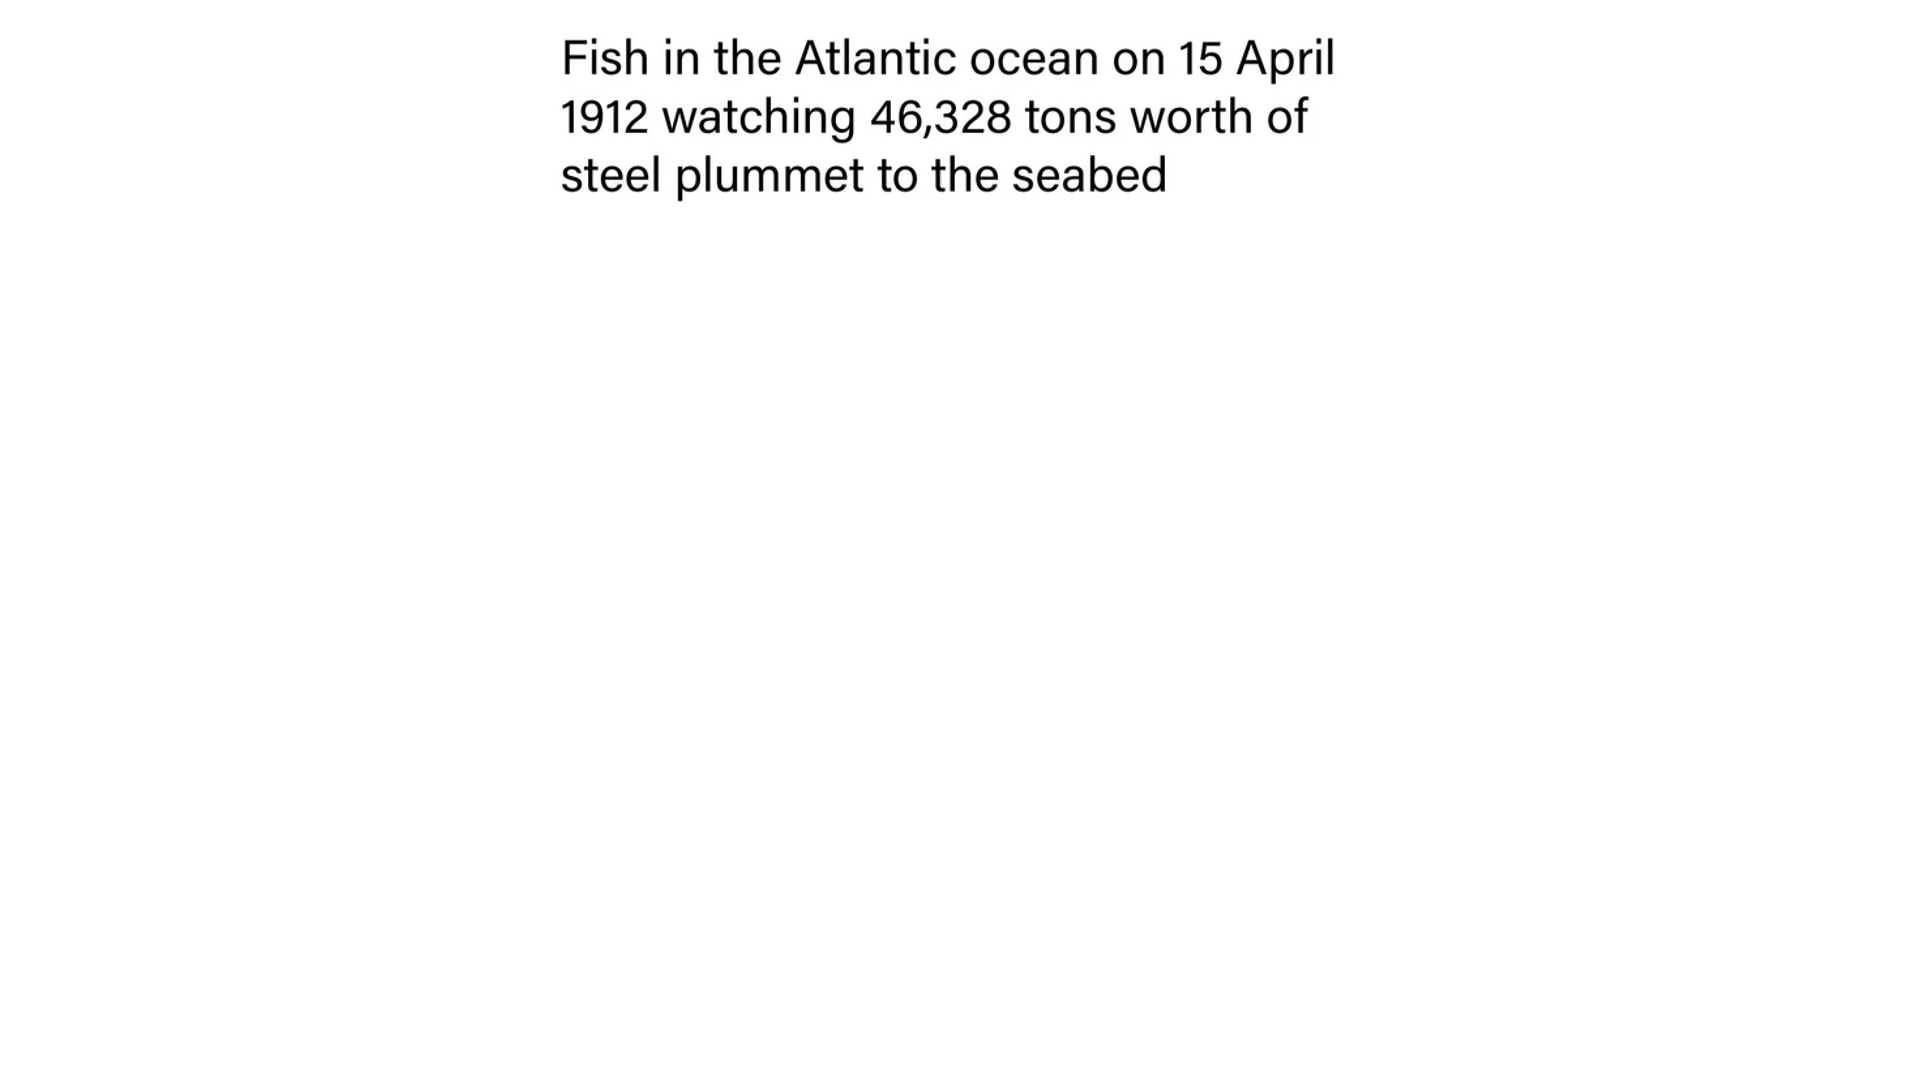 Fish in the Atlantic ocean on 15 April
1912 watching 46,328 tons worth of
steel plummet to the seabed